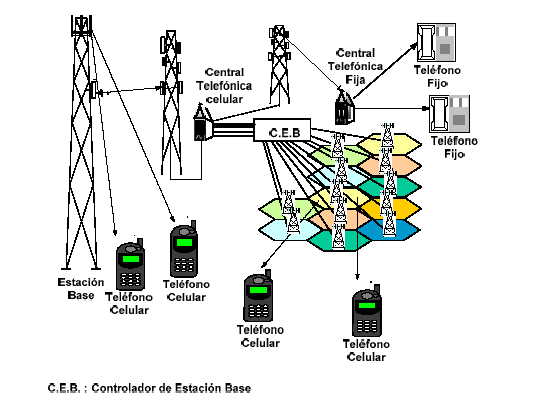 Central
Telefónica
celular
Central
Telefónica
Fija
Teléfono
Fijo
C.E.B
Teléfono
Fijo
Estación
Base
Teléfono
Celular
Teléfono
Celular
Teléfono
Celular
Teléfono
Celular
C.E.B. : Controlador de Estación Base